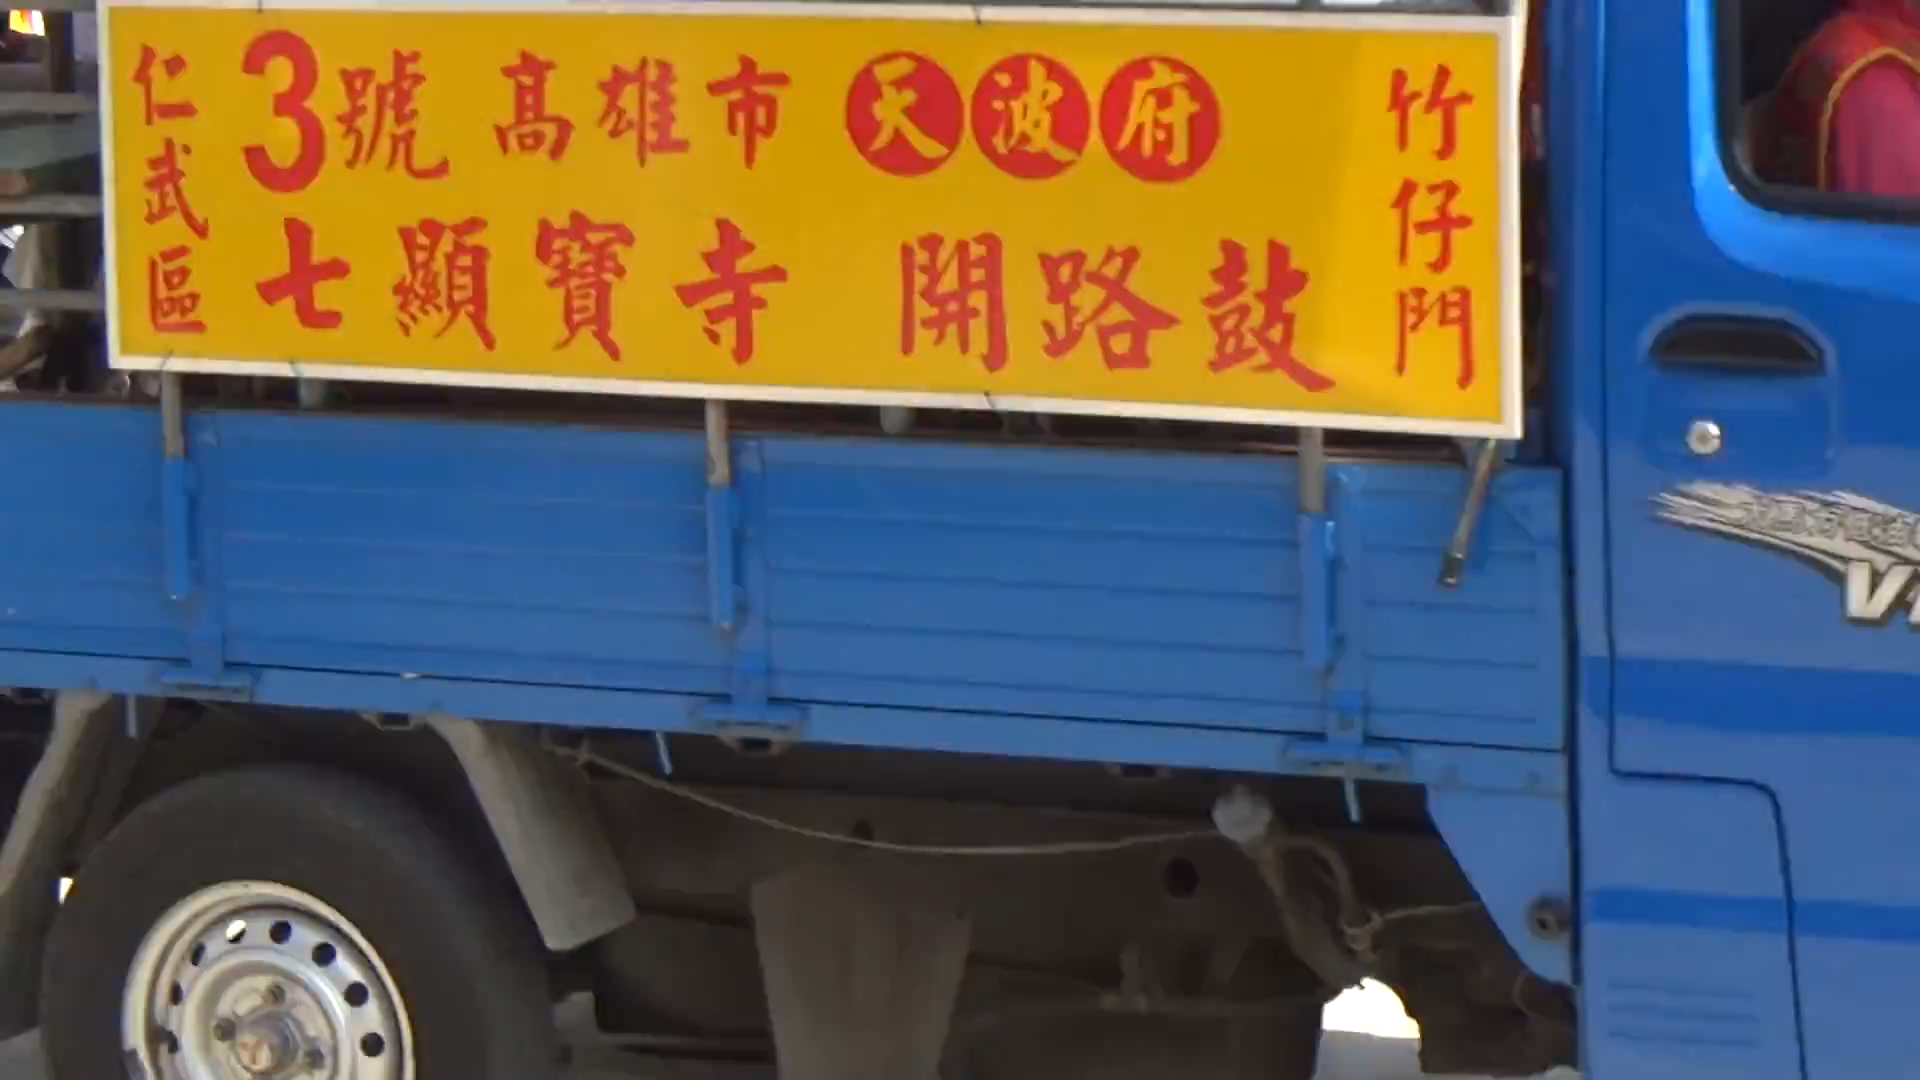 仁武區
3號 高雄市 天波府
七顯寶寺 開路鼓
竹仔門